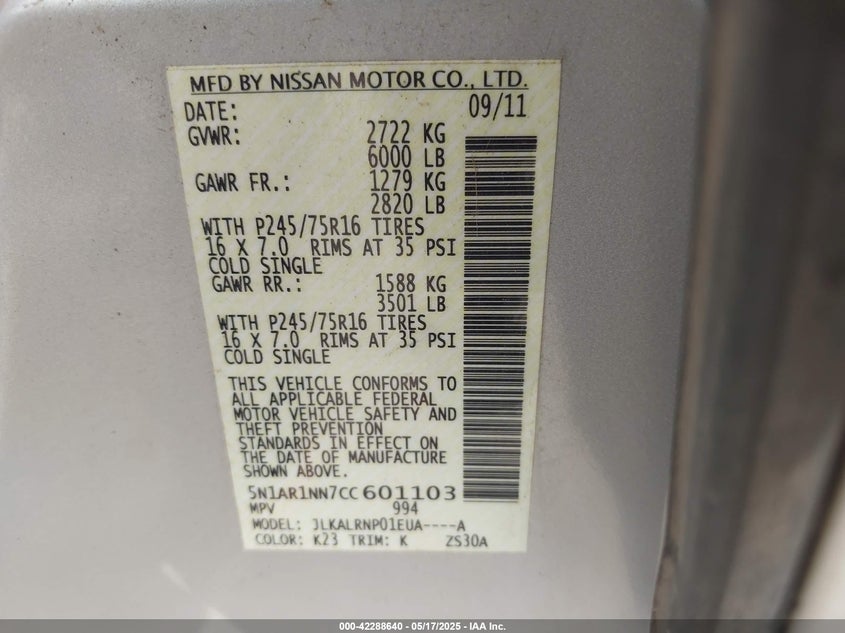 MFD BY NISSAN MOTOR CO., LTD.
DATE: 09/11
GVWR: 2722 KG
6000 LB
GAWR FR.: 1279 KG
2820 LB
WITH P245/75R16 TIRES
16 X 7.0 RIMS AT 35 PSI
COLD SINGLE
GAWR RR.: 1588 KG
3501 LB
WITH P245/75R16 TIRES
16 X 7.0 RIMS AT 35 PSI
COLD SINGLE
THIS VEHICLE CONFORMS TO
ALL APPLICABLE FEDERAL
MOTOR VEHICLE SAFETY AND
THEFT PREVENTION
STANDARDS IN EFFECT ON
THE DATE OF MANUFACTURE
SHOWN ABOVE.
5N1AR1NN7CC601103
MPV 994
MODEL: JLKALRNP01EUA----A
COLOR: K23 TRIM: K ZS30A
000-42288640 - 05/17/2025 - IAA Inc.